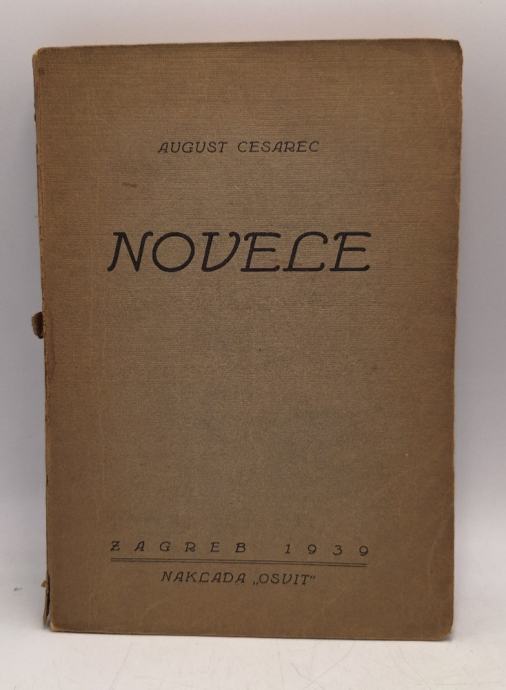 AUGUST CESAREC
NOVELE
ZAGREB 1939
NAKLADA „OSVIT"